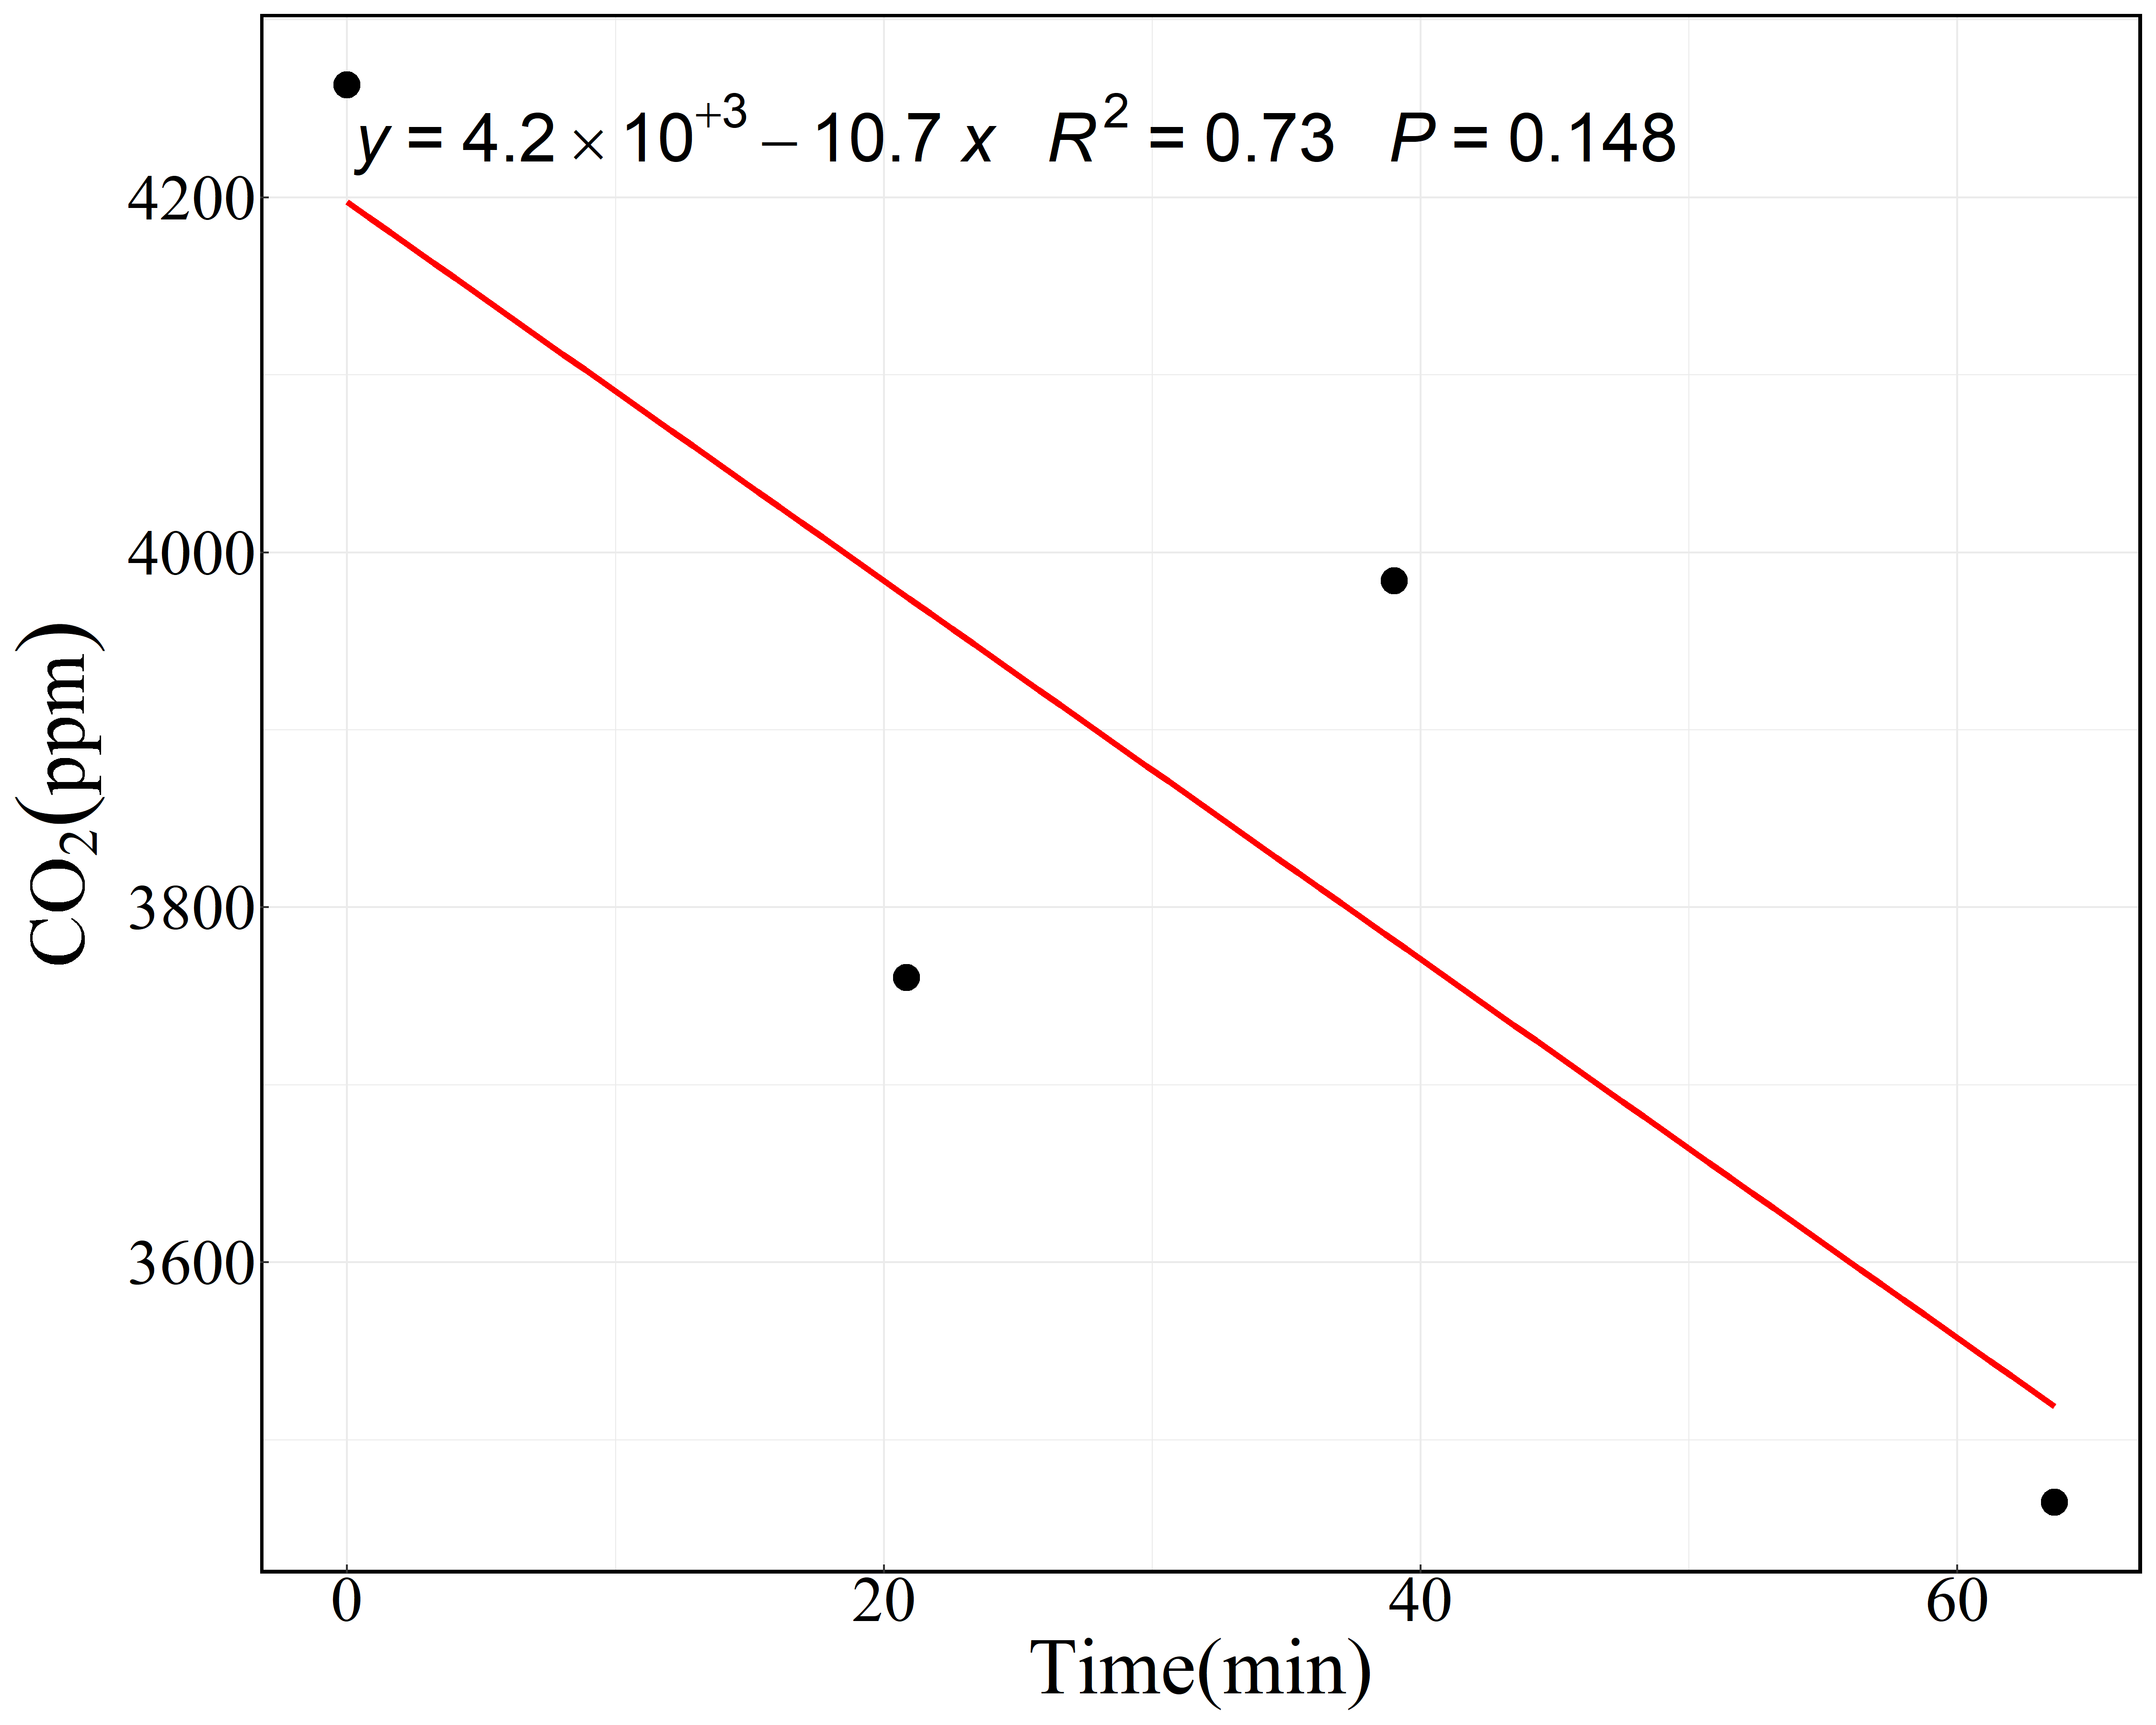 y = 4.2 × 10⁺³ − 10.7 x   R² = 0.73   P = 0.148
4200
4000
3800
3600
CO₂(ppm)
0 20 40 60
Time(min)